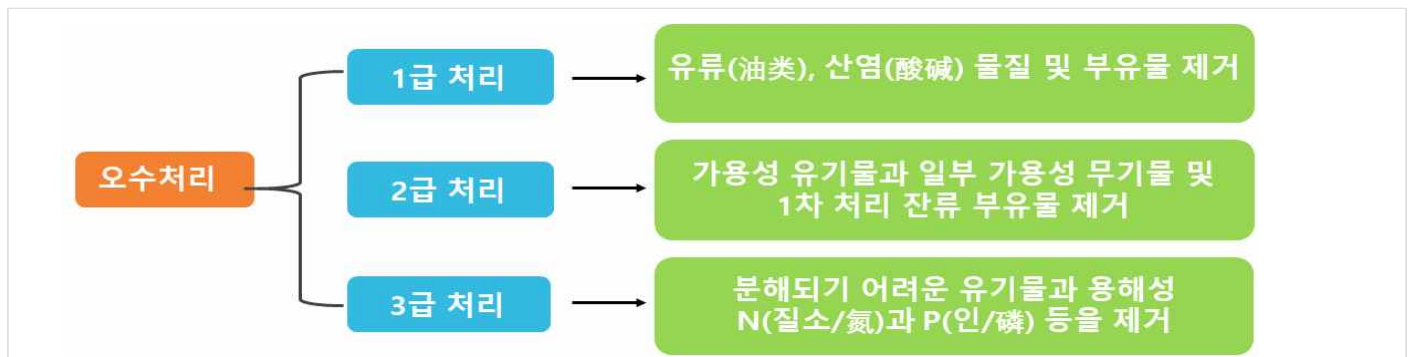 오수처리
1급 처리
유류(油类), 산염(酸碱) 물질 및 부유물 제거
2급 처리
가용성 유기물과 일부 가용성 무기물 및
1차 처리 잔류 부유물 제거
3급 처리
분해되기 어려운 유기물과 용해성
N(질소/氮)과 P(인/磷) 등을 제거